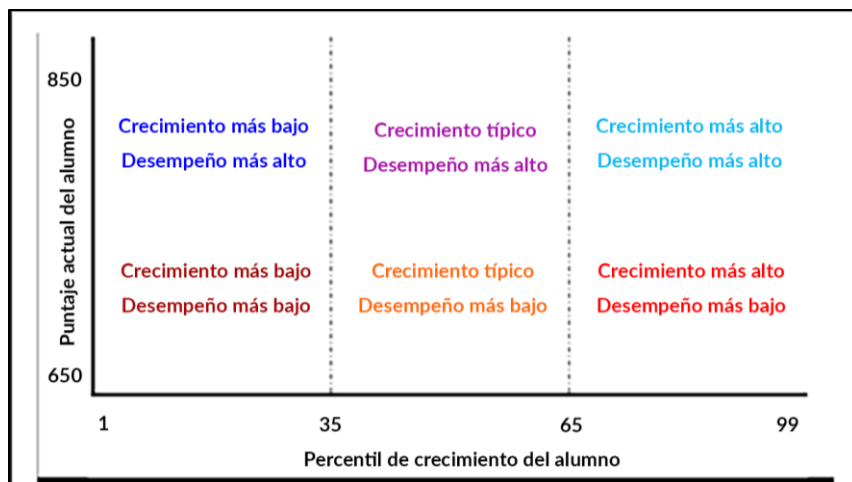 850
Puntaje actual del alumno
650
Crecimiento más bajo
Desempeño más alto
Crecimiento típico
Desempeño más alto
Crecimiento más alto
Desempeño más alto
Crecimiento más bajo
Desempeño más bajo
Crecimiento típico
Desempeño más bajo
Crecimiento más alto
Desempeño más bajo
1
35
65
99
Percentil de crecimiento del alumno